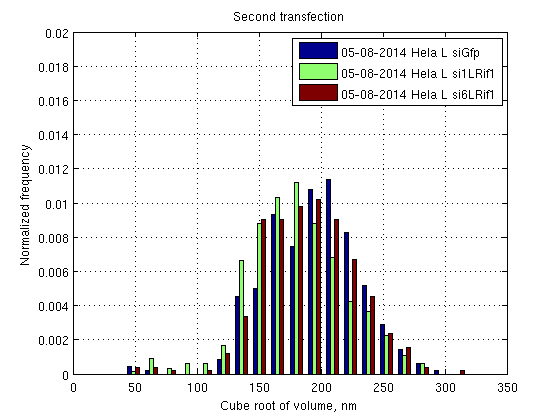 Second transfection
0.02
0.018
0.016
0.014
0.012
0.01
0.008
0.006
0.004
0.002
0
Normalized frequency
05-08-2014 Hela L siGfp
05-08-2014 Hela L si1LRif1
05-08-2014 Hela L si6LRif1
0 50 100 150 200 250 300 350
Cube root of volume, nm